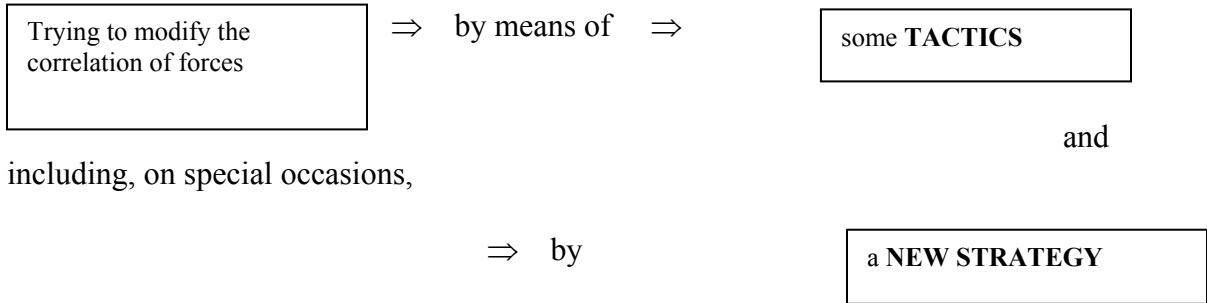 Trying to modify the
correlation of forces
⇒ by means of ⇒
some TACTICS
and
including, on special occasions,
⇒ by
a NEW STRATEGY